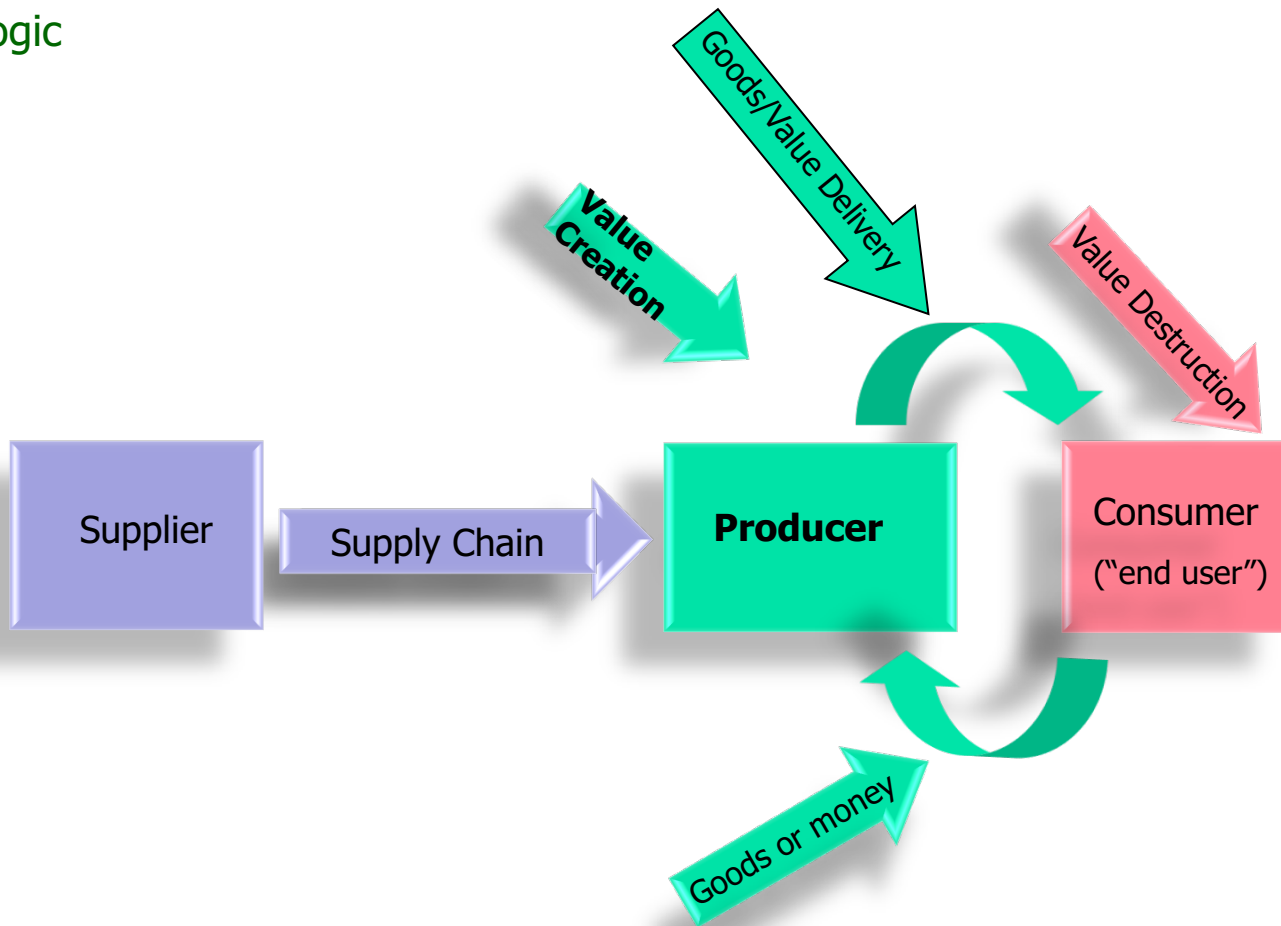 ogic
Goods/Value Delivery
Value
Creation
Value Destruction
Supplier
Supply Chain
Producer
Consumer
(“end user”)
Goods or money